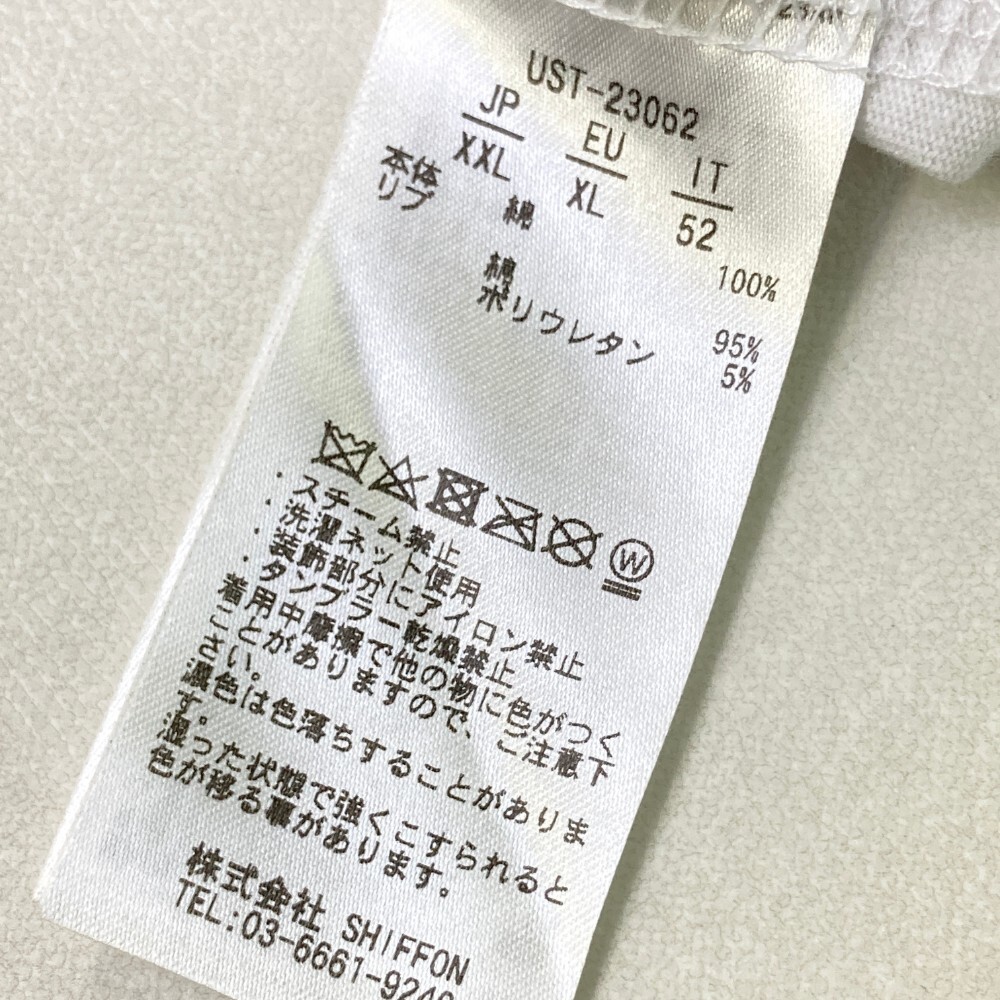 UST-23062
JP EU IT
XXL XL 52
本体 綿 100%
リブ 綿 95%
ポリウレタン 5%
W
・スチーム禁止
・洗濯ネット使用
・装飾部分にアイロン禁止
・タンブラー乾燥禁止
着用中摩擦で他の物に色がつく
ことがありますので、ご注意下
さい。
濃色は色落ちすることがありま
す。
湿った状態で強くこすられると
色が移る事があります。
株式会社 SHIFFON
TEL:03-6661-9240